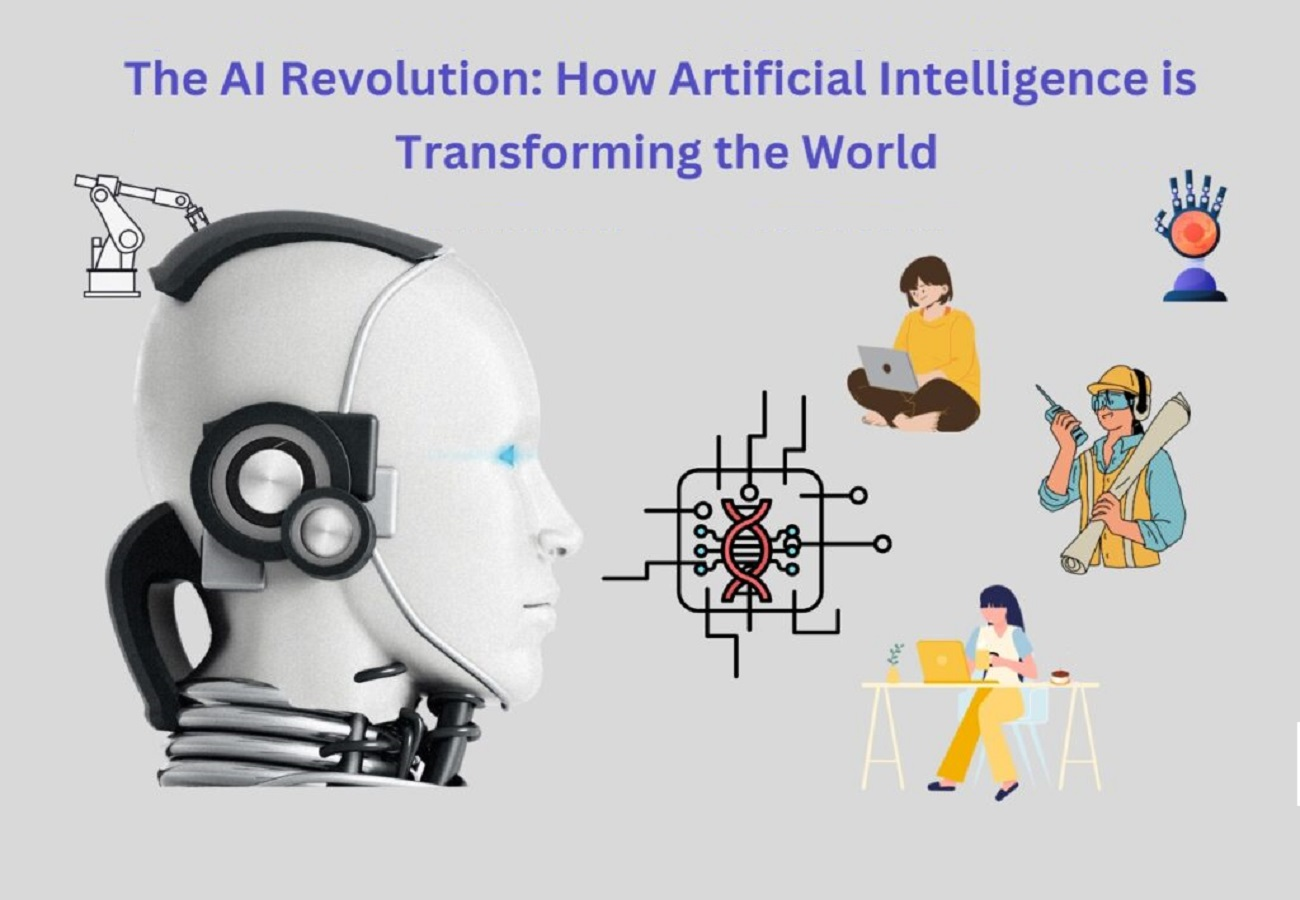 The AI Revolution: How Artificial Intelligence is
Transforming the World